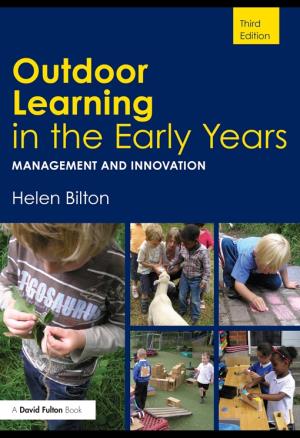 Third
Edition
Outdoor
Learning
in the Early Years
MANAGEMENT AND INNOVATION
Helen Bilton
A David Fulton Book